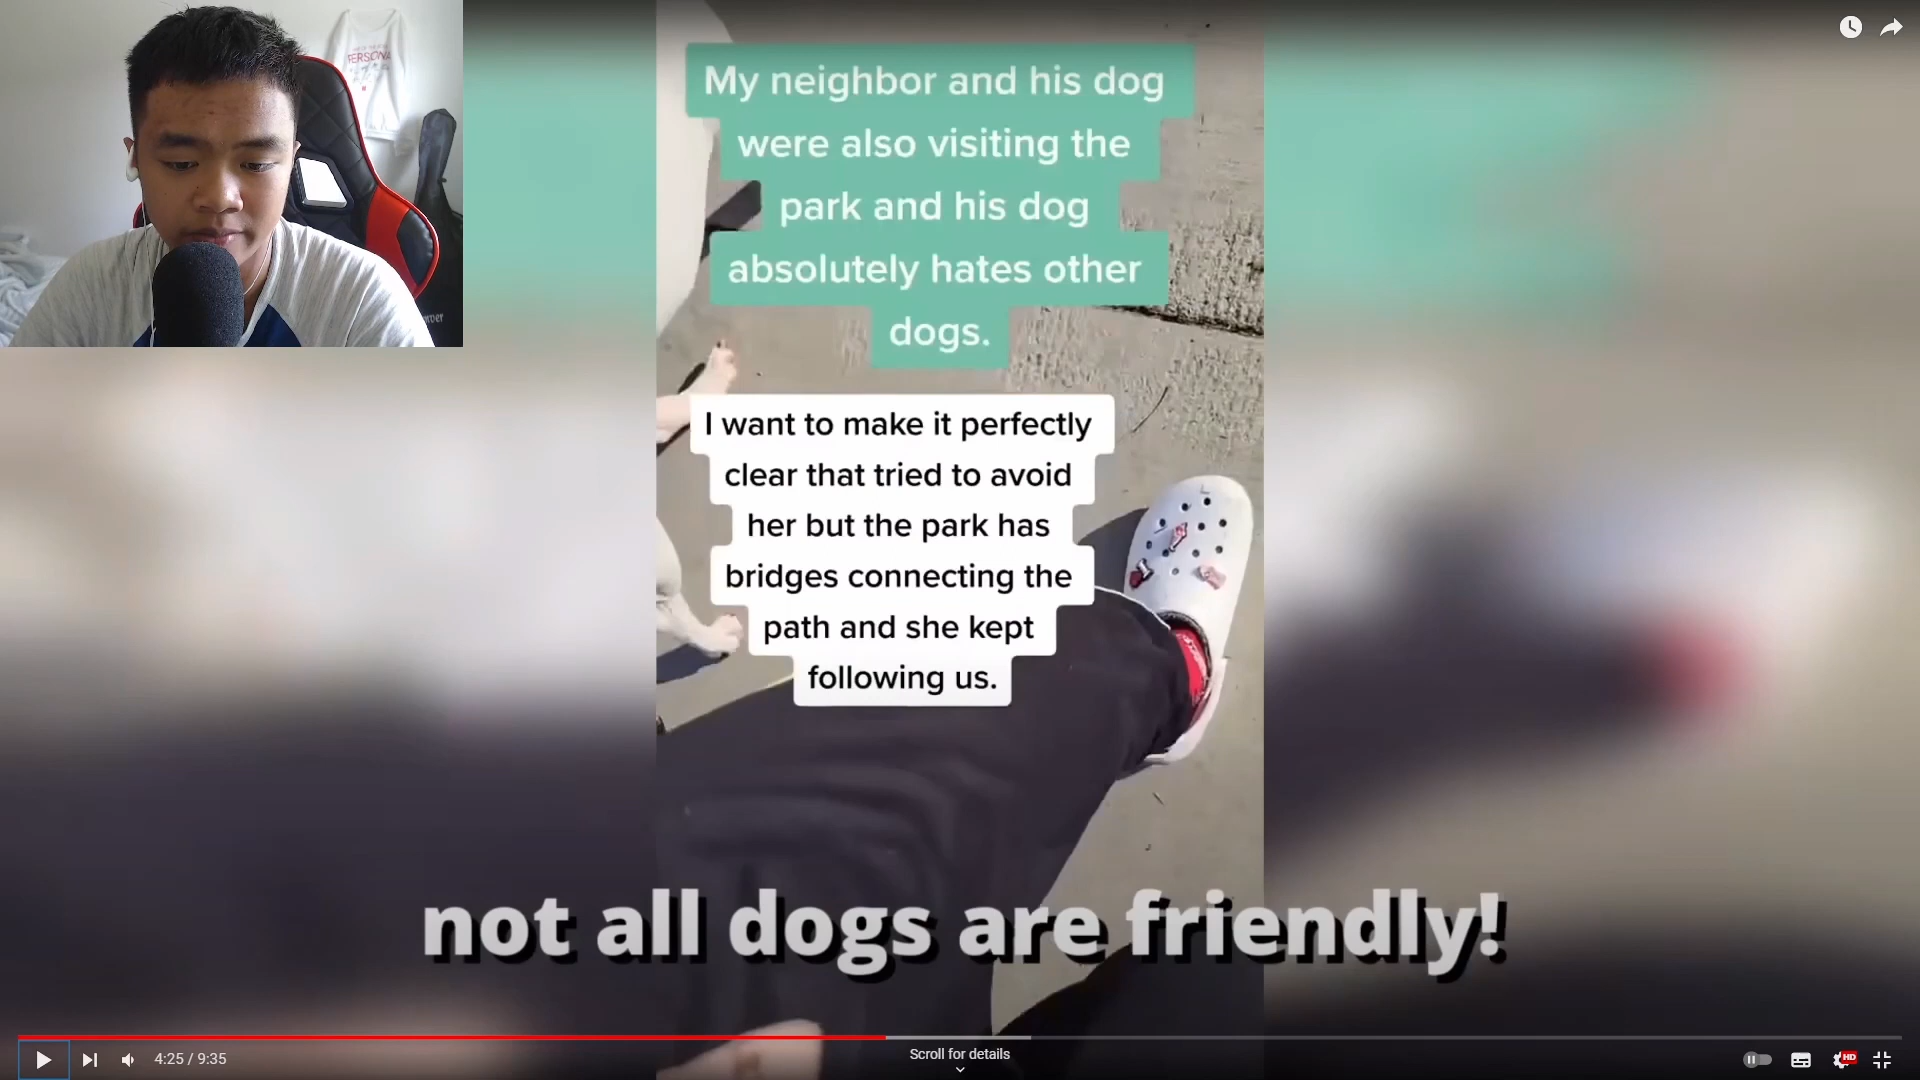 PERSONA
My neighbor and his dog
were also visiting the
park and his dog
absolutely hates other
dogs.
I want to make it perfectly
clear that tried to avoid
her but the park has
bridges connecting the
path and she kept
following us.
not all dogs are friendly!
4:25 / 9:35
Scroll for details
HD